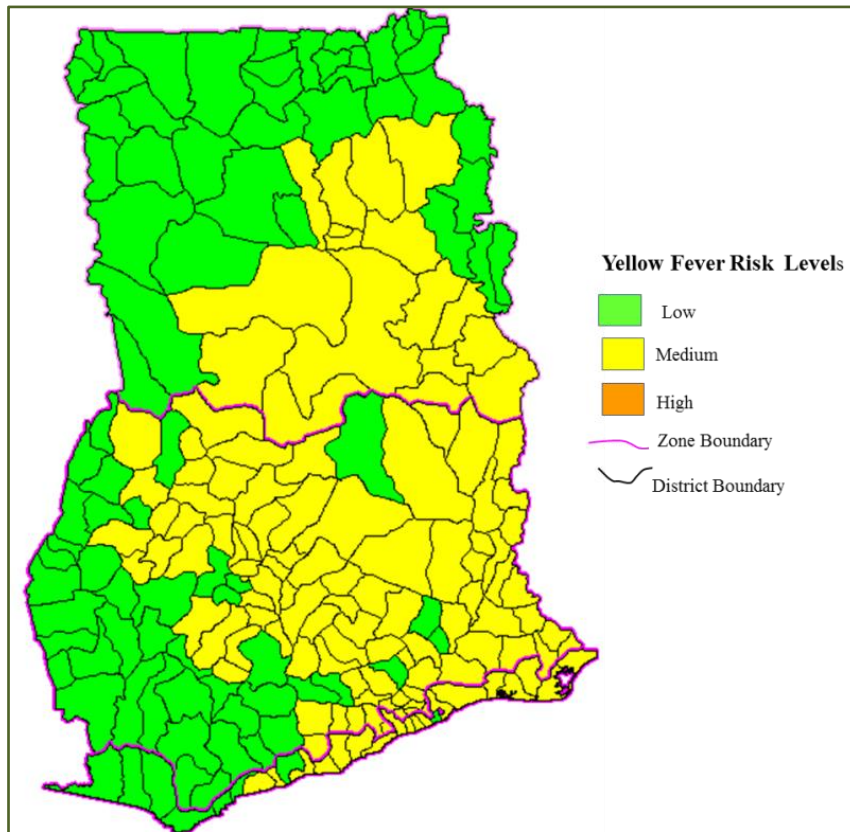 Yellow Fever Risk Levels
Low
Medium
High
Zone Boundary
District Boundary